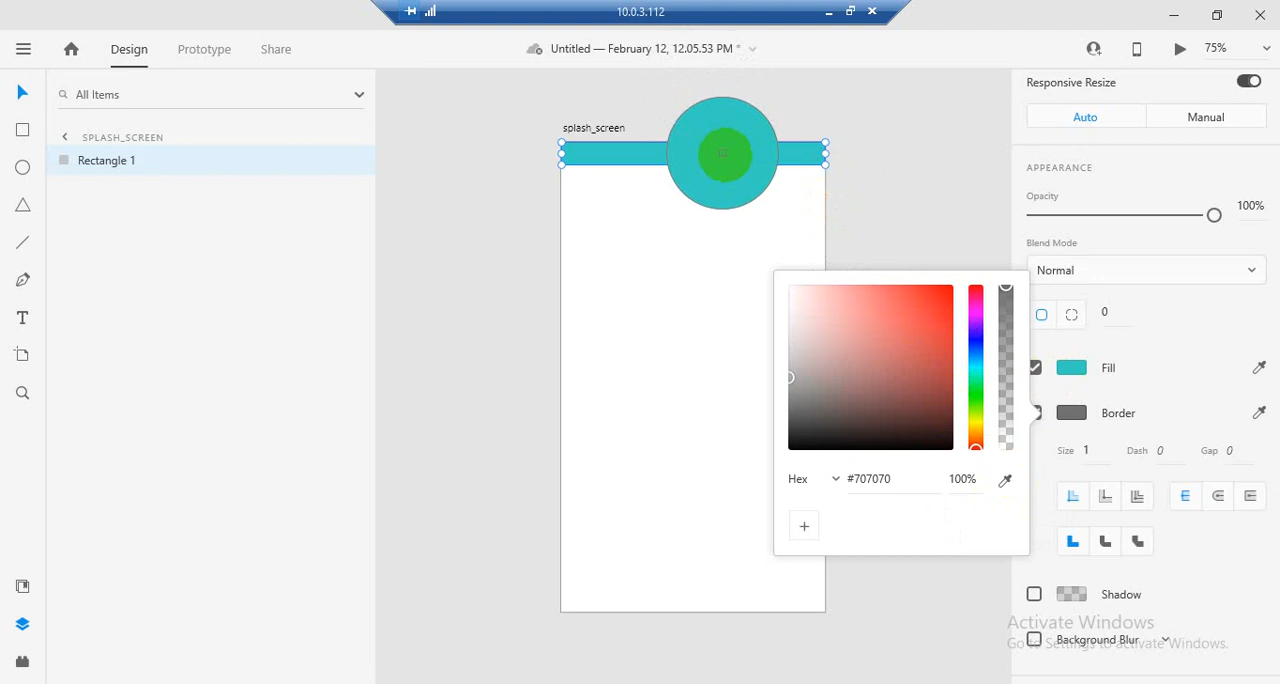 10.0.3.112
Design
Prototype
Share
Untitled — February 12, 12.05.53 PM *
75%
All Items
SPLASH_SCREEN
Rectangle 1
splash_screen
Responsive Resize
Auto
Manual
APPEARANCE
Opacity
100%
Blend Mode
Normal
0
Fill
Border
Size 1
Dash 0
Gap 0
Hex
#707070
100%
+
Shadow
Activate Windows
Background Blur
Go to Settings to activate Windows.